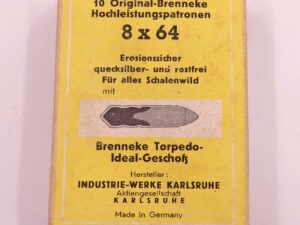 10 Original-Brenneke
Hochleistungspatronen
8 x 64
Erosionssicher
quecksilber- und rostfrei
Für alles Schalenwild
mit
Brenneke Torpedo-
Ideal-Geschoß
Hersteller:
INDUSTRIE-WERKE KARLSRUHE
Aktiengesellschaft
KARLSRUHE
Made in Germany